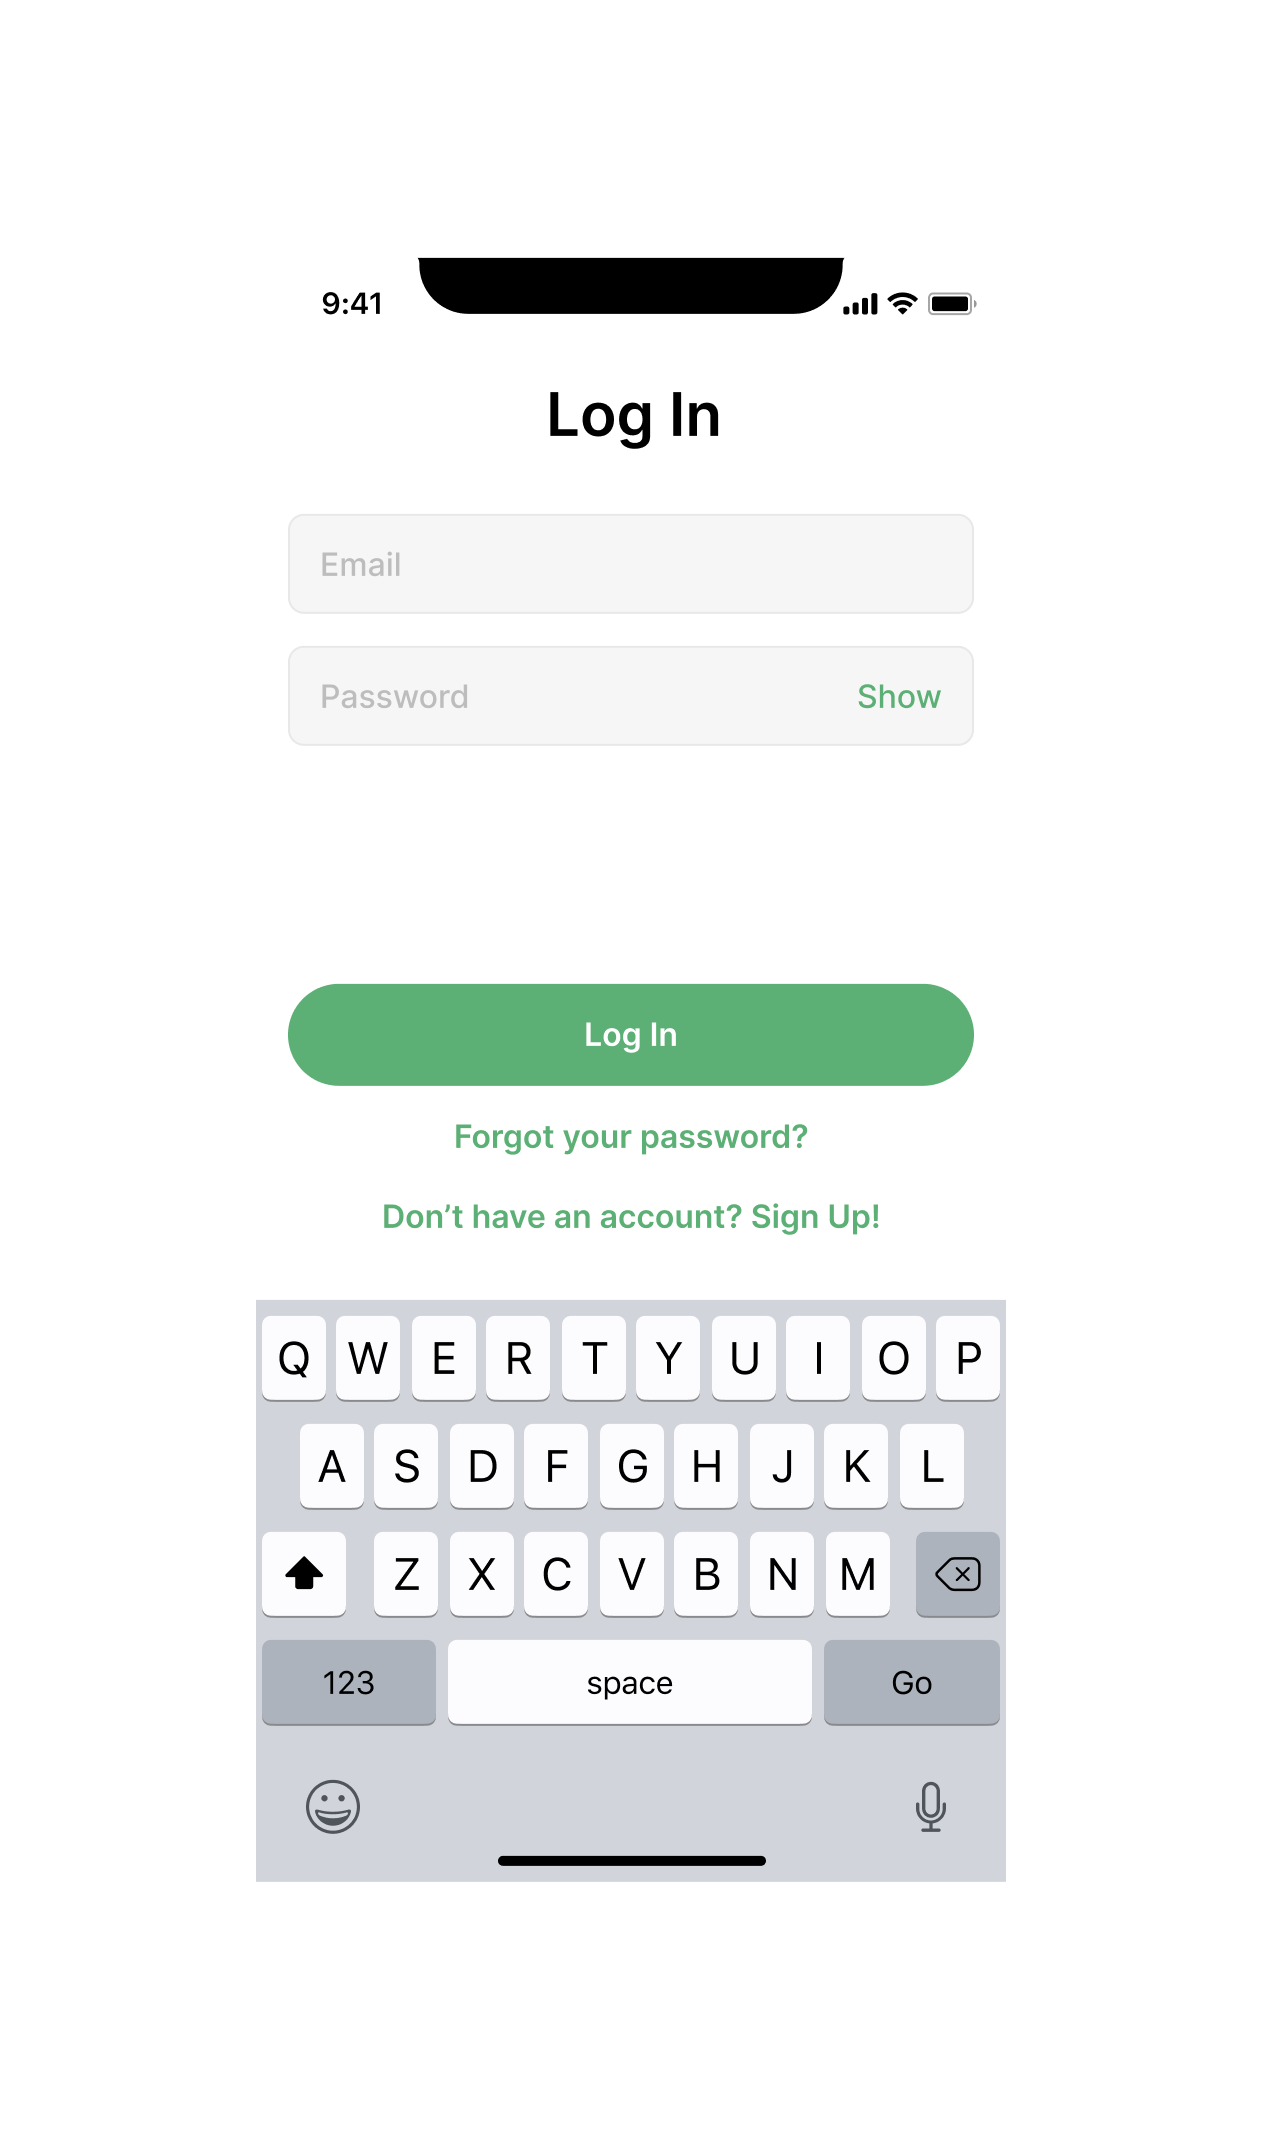 9:41
Log In
Email
Password Show
Log In
Forgot your password?
Don’t have an account? Sign Up!
Q W E R T Y U I O P
A S D F G H J K L
Z X C V B N M
123 space Go